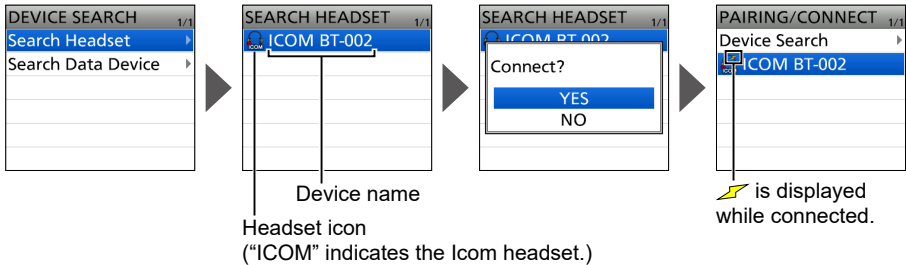 DEVICE SEARCH 1/1
Search Headset
Search Data Device
SEARCH HEADSET 1/1
ICOM ICOM BT-002
SEARCH HEADSET 1/1
ICOM BT-002
Connect?
YES
NO
PAIRING/CONNECT 1/1
Device Search
ICOM BT-002
Device name
Headset icon
(“ICOM” indicates the Icom headset.)
is displayed
while connected.